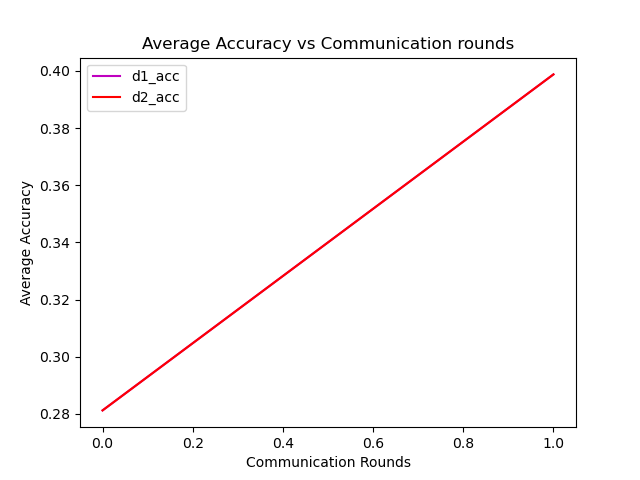 Average Accuracy vs Communication rounds
d1_acc
d2_acc
Average Accuracy
0.40
0.38
0.36
0.34
0.32
0.30
0.28
0.0 0.2 0.4 0.6 0.8 1.0
Communication Rounds